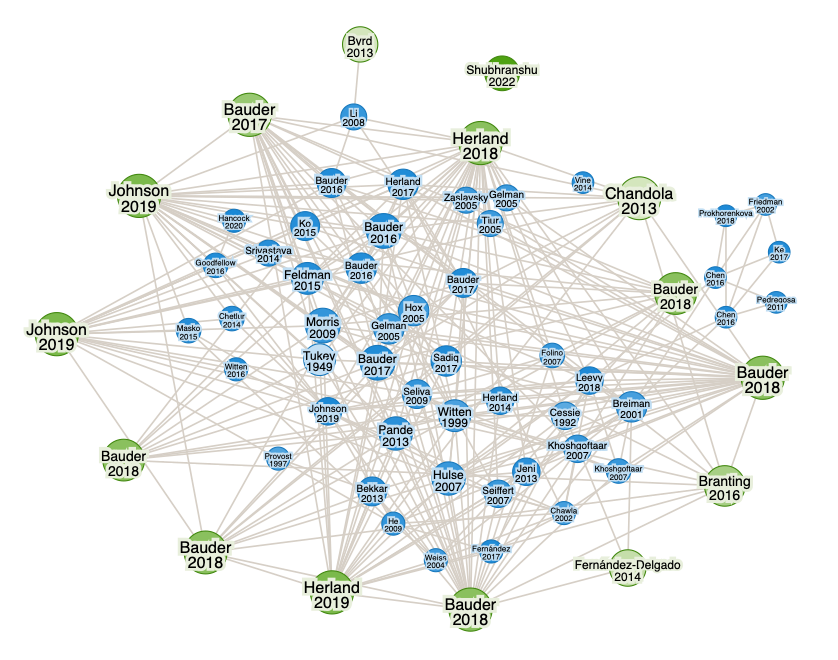 Bvrd
2013
Shubhranshu
2022
Bauder
2017
Li
2008
Herland
2018
Johnson
2019
Bauder
2016
Herland
2017
Zaslavsky
2005
Gelman
2005
Vine
2014
Chandola
2013
Prokhorenkova
2018
Friedman
2002
Hancock
2020
Ko
2015
Bauder
2016
Tiur
2005
Srivastava
2014
Ke
2017
Goodfellow
2016
Feldman
2015
Bauder
2016
Bauder
2017
Bauder
2018
Chen
2016
Pedregosa
2011
Chen
2016
Johnson
2019
Masko
2015
Chetlur
2014
Morris
2009
Gelman
2005
Hox
2005
Tukey
1949
Bauder
2017
Sadiq
2017
Folino
2007
Witten
2016
Leevy
2018
Bauder
2018
Seliva
2009
Herland
2014
Johnson
2019
Witten
1999
Cessie
1992
Breiman
2001
Pande
2013
Bauder
2018
Provost
1997
Khoshgoftaar
2007
Khoshgoftaar
2007
Hulse
2007
Jeni
2013
Branting
2016
Bekkar
2013
Seiffert
2007
Chawla
2002
He
2009
Bauder
2018
Weiss
2004
Fernández
2017
Fernández-Delgado
2014
Herland
2019
Bauder
2018